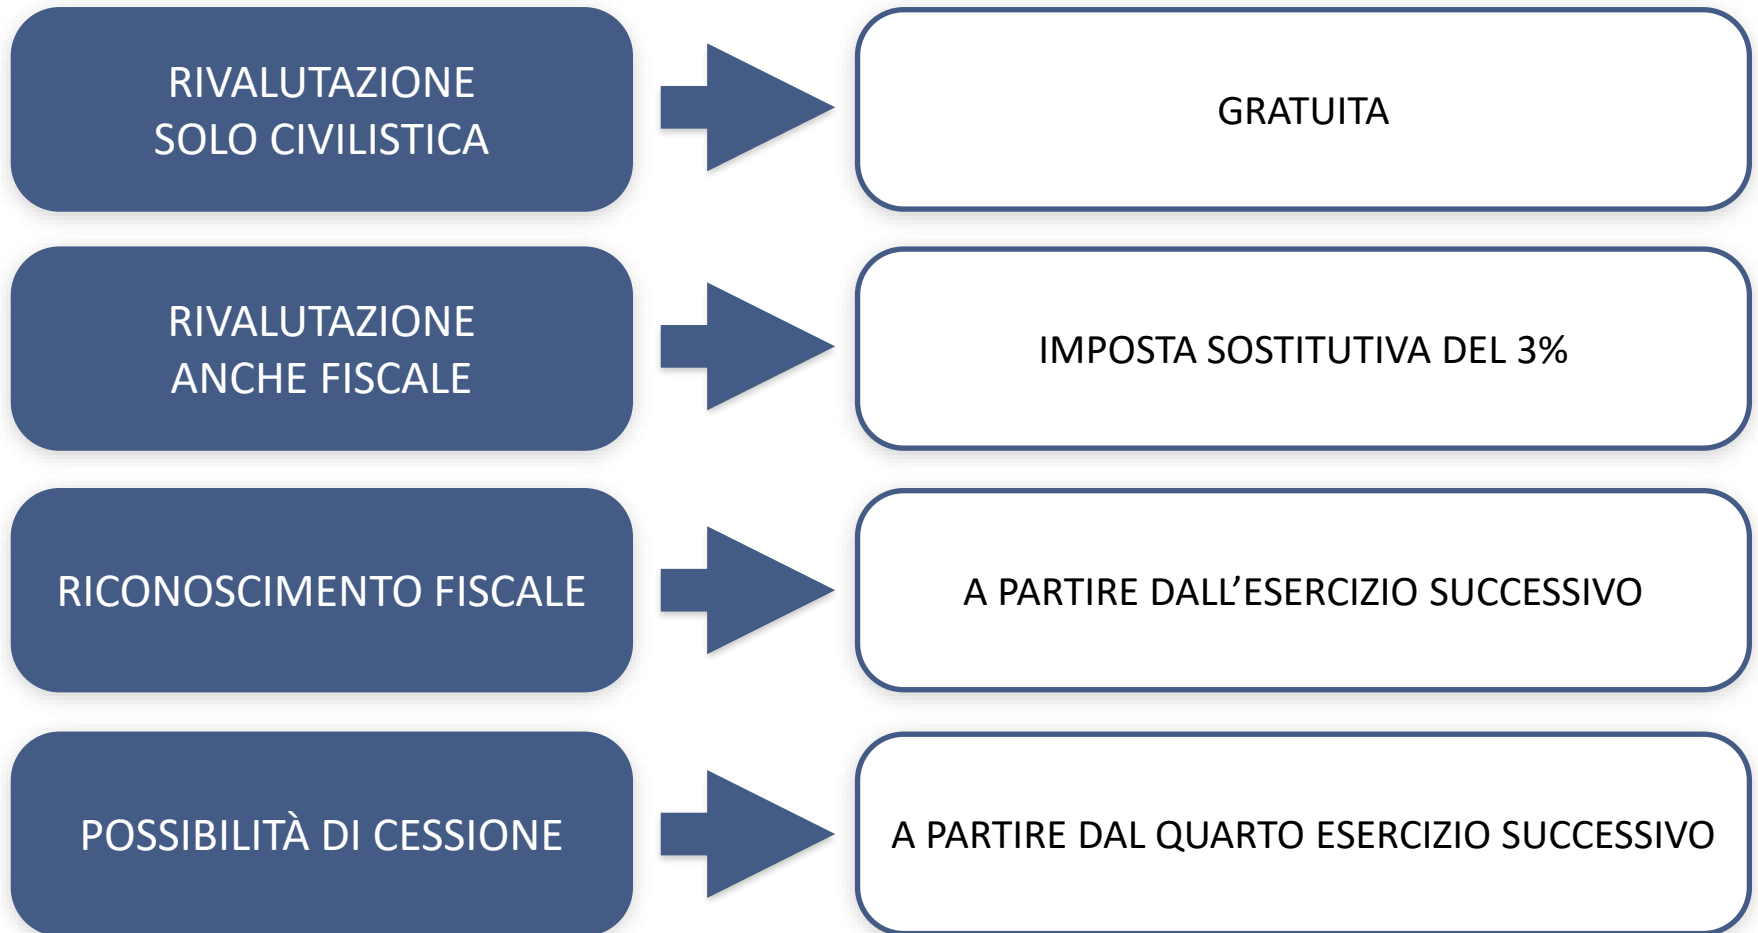 RIVALUTAZIONE
SOLO CIVILISTICA
GRATUITA
RIVALUTAZIONE
ANCHE FISCALE
IMPOSTA SOSTITUTIVA DEL 3%
RICONOSCIMENTO FISCALE
A PARTIRE DALL’ESERCIZIO SUCCESSIVO
POSSIBILITÀ DI CESSIONE
A PARTIRE DAL QUARTO ESERCIZIO SUCCESSIVO